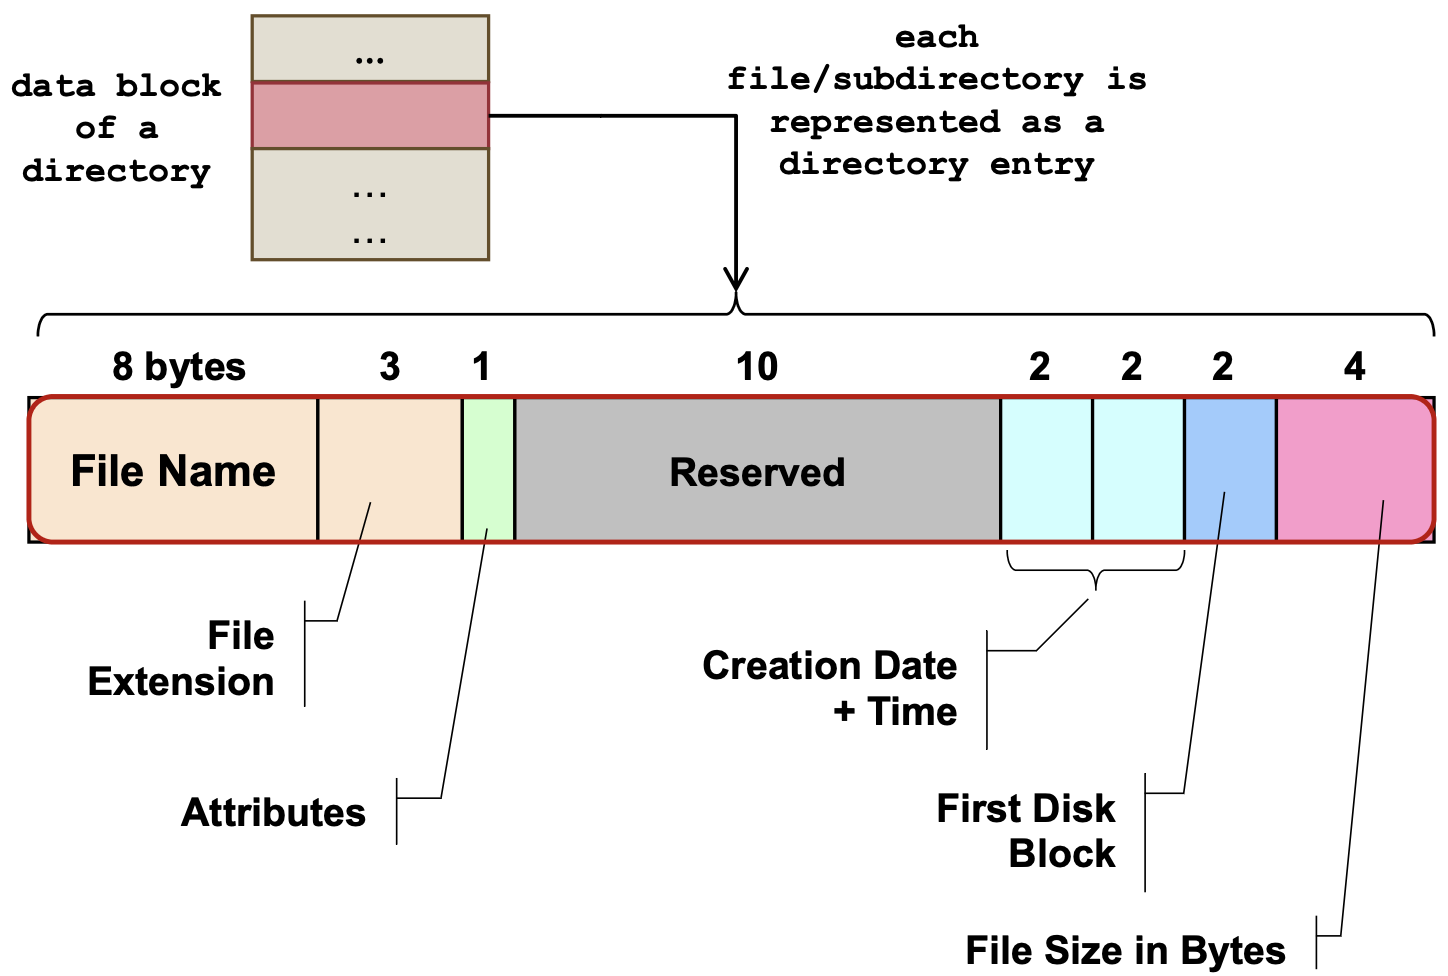 ...
data block
of a
directory
...
...
each
file/subdirectory is
represented as a
directory entry
8 bytes
3
1
10
2
2
2
4
File Name
Reserved
File
Extension
Creation Date
+ Time
Attributes
First Disk
Block
File Size in Bytes